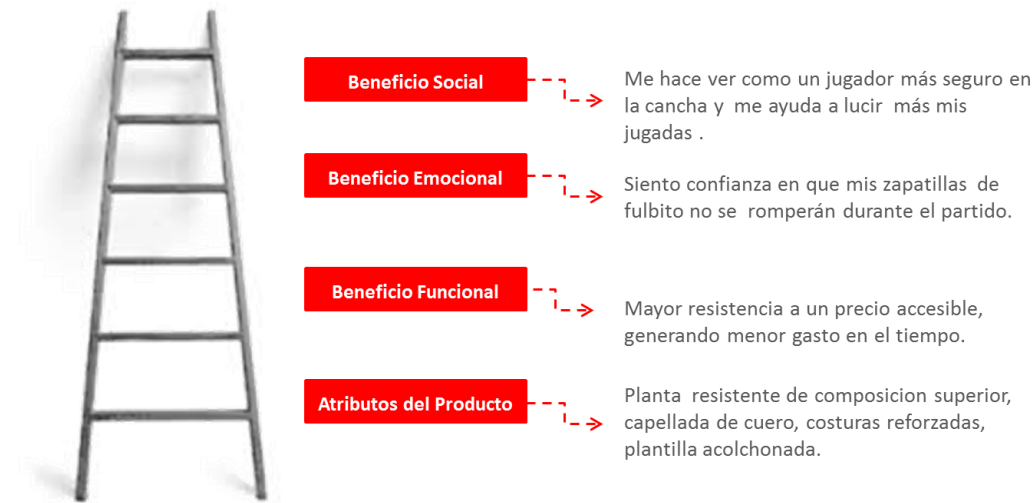 Beneficio Social
Me hace ver como un jugador más seguro en
la cancha y me ayuda a lucir más mis
jugadas .
Beneficio Emocional
Siento confianza en que mis zapatillas de
fulbito no se romperán durante el partido.
Beneficio Funcional
Mayor resistencia a un precio accesible,
generando menor gasto en el tiempo.
Atributos del Producto
Planta resistente de composicion superior,
capellada de cuero, costuras reforzadas,
plantilla acolchonada.